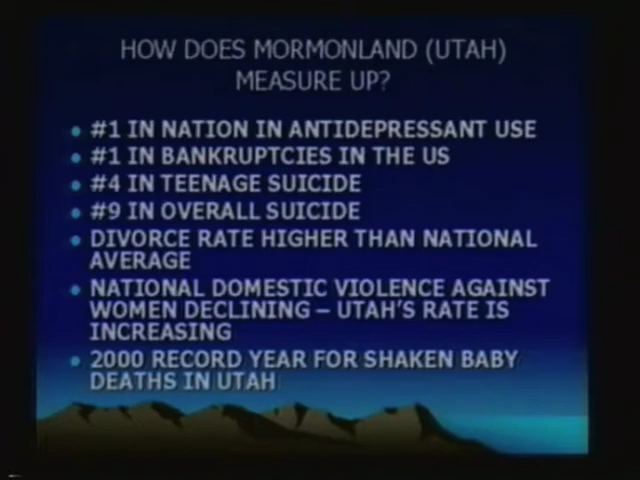 HOW DOES MORMONLAND (UTAH)
MEASURE UP?
#1 IN NATION IN ANTIDEPRESSANT USE
#1 IN BANKRUPTCIES IN THE US
#4 IN TEENAGE SUICIDE
#9 IN OVERALL SUICIDE
DIVORCE RATE HIGHER THAN NATIONAL
AVERAGE
NATIONAL DOMESTIC VIOLENCE AGAINST
WOMEN DECLINING – UTAH'S RATE IS
INCREASING
2000 RECORD YEAR FOR SHAKEN BABY
DEATHS IN UTAH